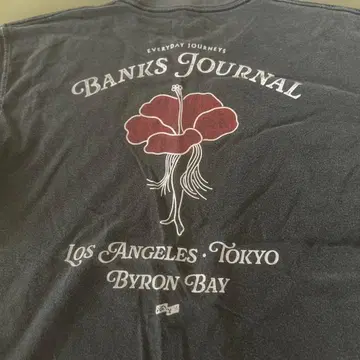 EVERYDAY JOURNEYS
BANKS JOURNAL
LOS ANGELES · TOKYO
BYRON BAY